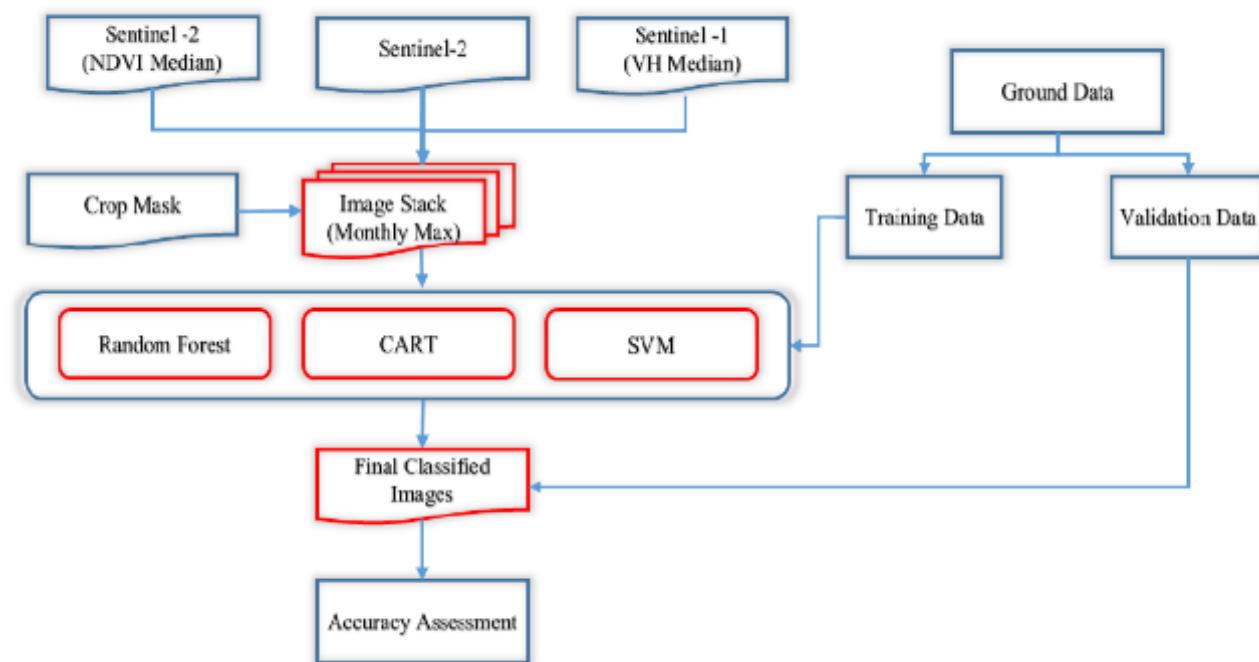 Sentinel -2
(NDVI Median)
Sentinel-2
Sentinel -1
(VH Median)
Ground Data
Crop Mask
Image Stack
(Monthly Max)
Training Data
Validation Data
Random Forest
CART
SVM
Final Classified
Images
Accuracy Assessment